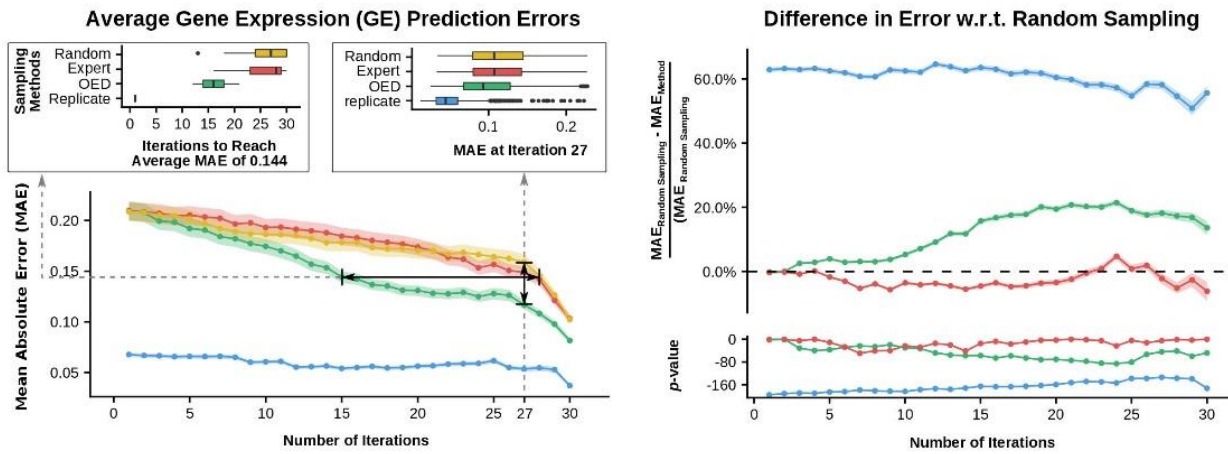 Average Gene Expression (GE) Prediction Errors
Sampling
Methods
Random
Expert
OED
Replicate
0 5 10 15 20 25 30
Iterations to Reach
Average MAE of 0.144
Random
Expert
OED
replicate
0.1 0.2
MAE at Iteration 27
Mean Absolute Error (MAE)
0.20
0.15
0.10
0.05
0 5 10 15 20 27 30
Number of Iterations
Difference in Error w.r.t. Random Sampling
MAERandom Sampling - MAEMethod
(MAE Random Sampling)
60.0%
40.0%
20.0%
0.0%
p-value
0
-80
-160
0 5 10 15 20 25 30
Number of Iterations